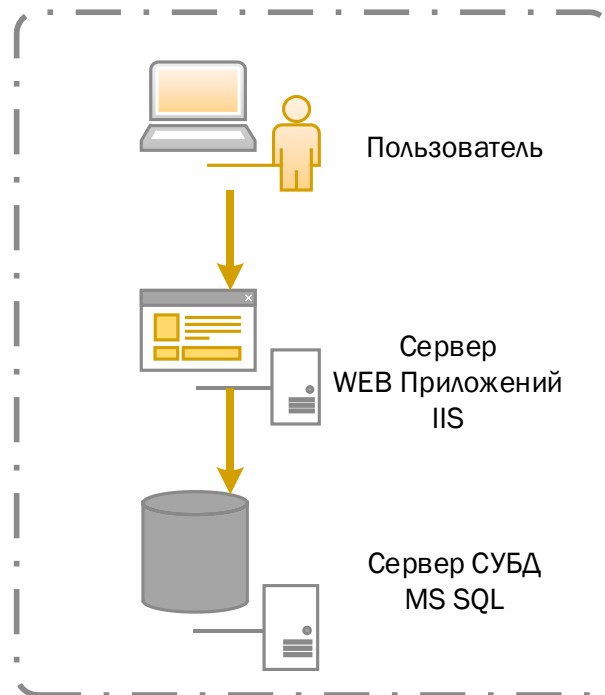 Пользователь
Сервер
WEB Приложений
IIS
Сервер СУБД
MS SQL